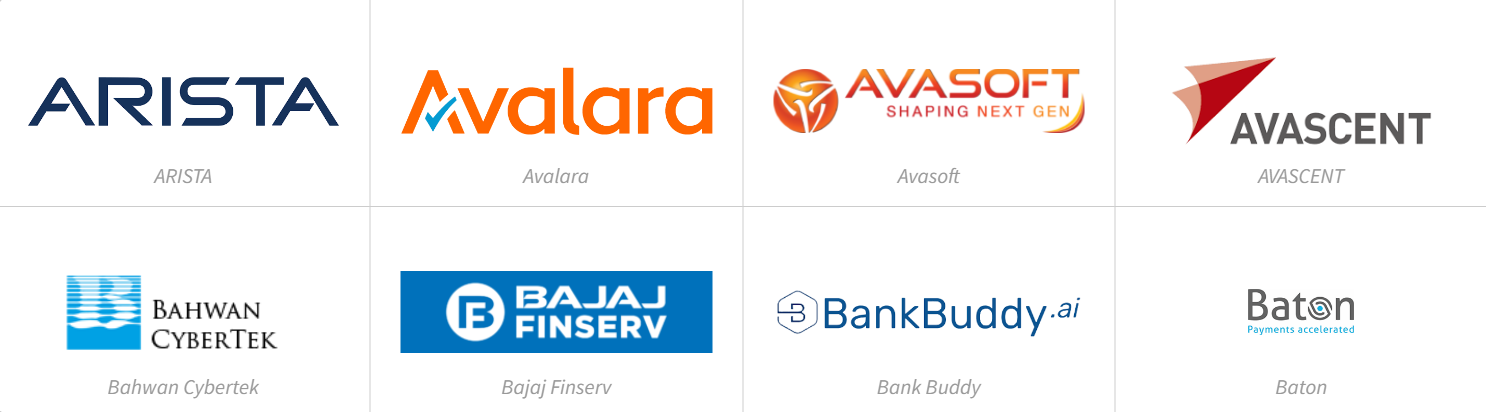 ARISTA
Avalara
AVASOFT
SHAPING NEXT GEN
AVASCENT
ARISTA
Avalara
Avasoft
AVASCENT
B
BAHWAN
CYBERTEK
B
BAJAJ
FINSERV
B
BankBuddy.ai
Baton
Payments accelerated
Bahwan Cybertek
Bajaj Finserv
Bank Buddy
Baton